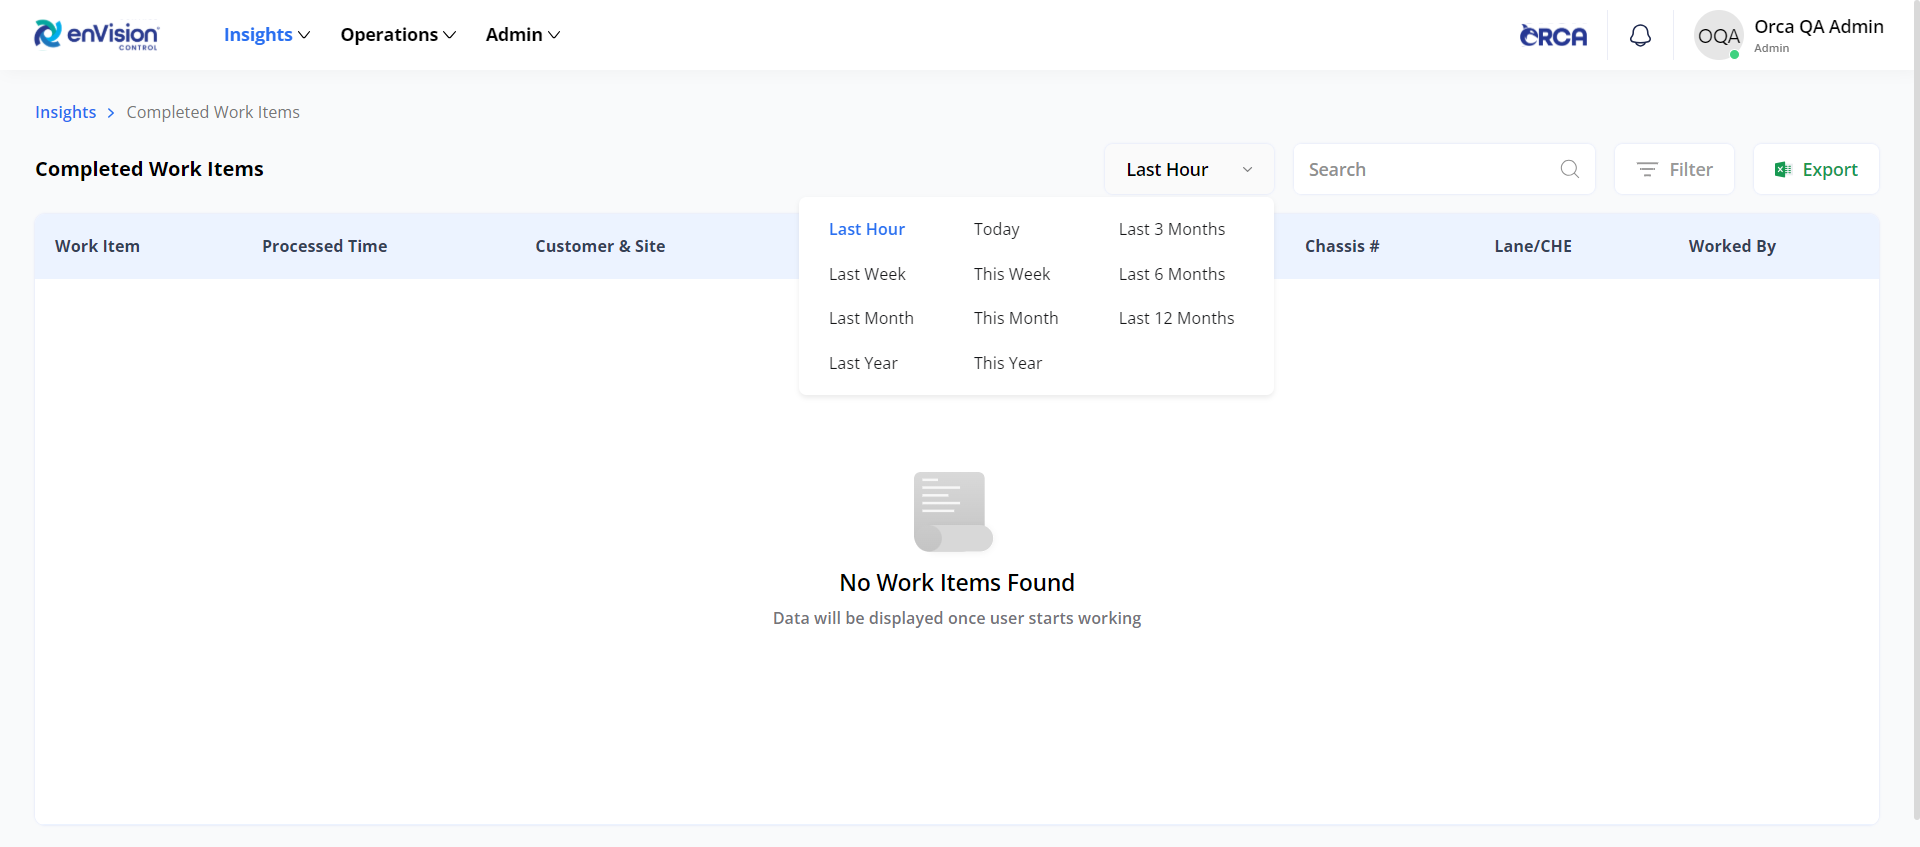 enVision CONTROL
Insights Operations Admin
ORCA
OQA
Orca QA Admin
Admin
Insights > Completed Work Items
Completed Work Items
Last Hour
Search
Filter
Export
Work Item Processed Time Customer & Site Chassis # Lane/CHE Worked By
Last Hour Today Last 3 Months
Last Week This Week Last 6 Months
Last Month This Month Last 12 Months
Last Year This Year
No Work Items Found
Data will be displayed once user starts working